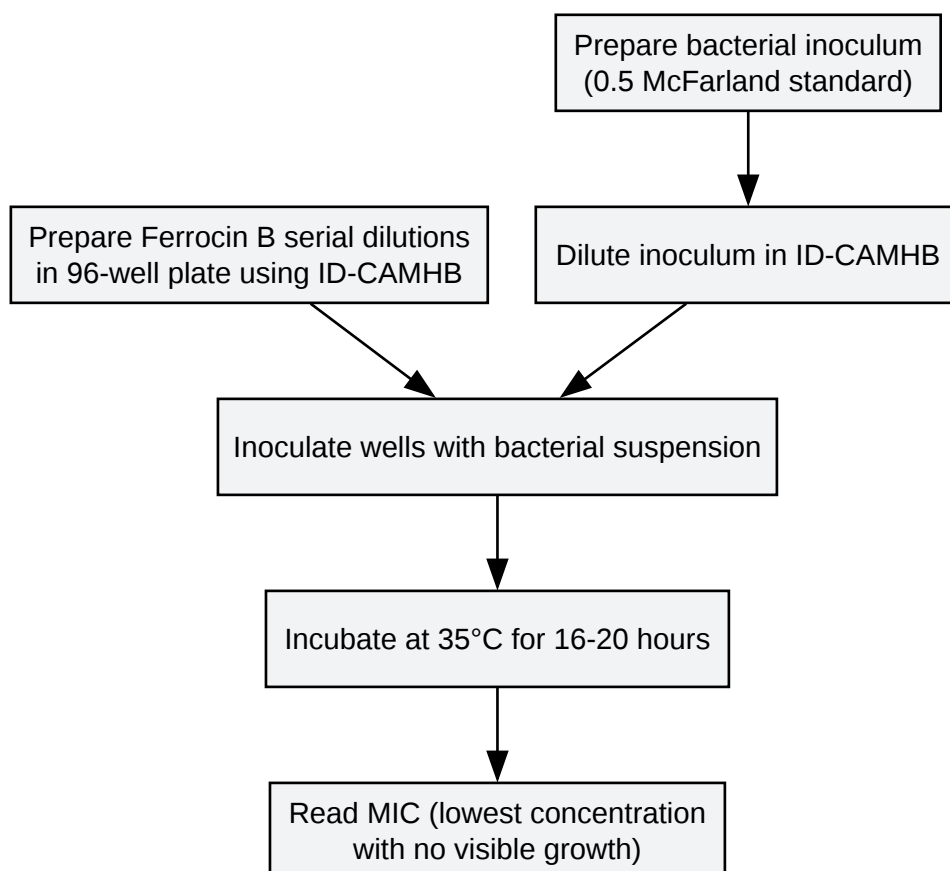 Prepare bacterial inoculum
(0.5 McFarland standard)
Prepare Ferrocin B serial dilutions
in 96-well plate using ID-CAMHB
Dilute inoculum in ID-CAMHB
Inoculate wells with bacterial suspension
Incubate at 35°C for 16-20 hours
Read MIC (lowest concentration
with no visible growth)